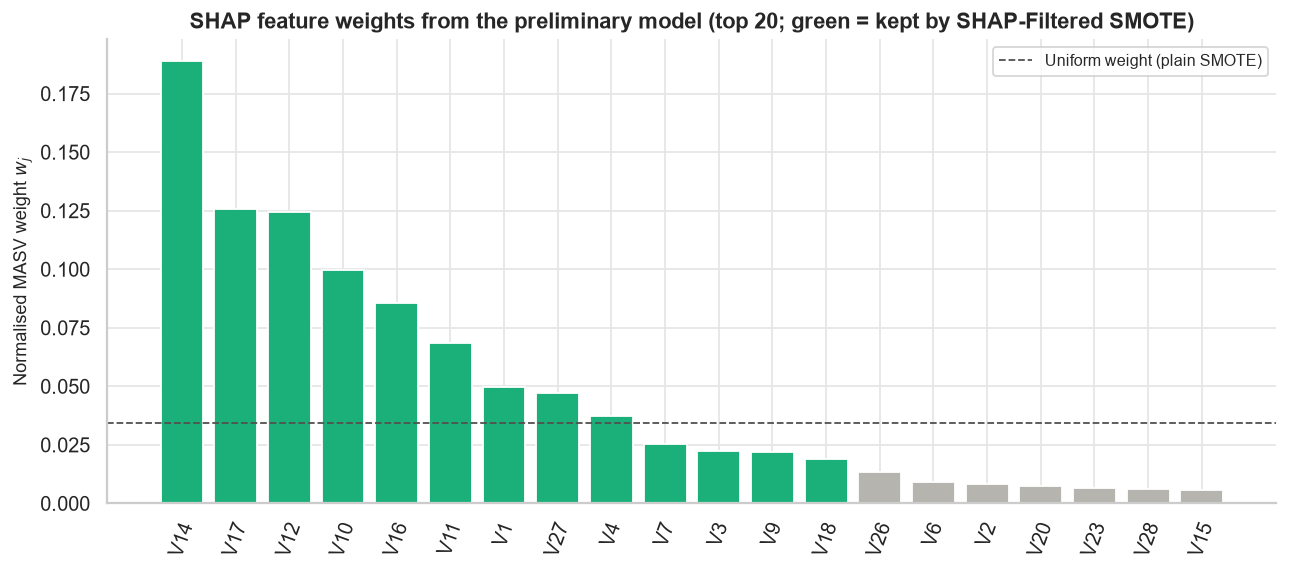 SHAP feature weights from the preliminary model (top 20; green = kept by SHAP-Filtered SMOTE)
Uniform weight (plain SMOTE)
Normalised MASV weight wⱼ
0.175
0.150
0.125
0.100
0.075
0.050
0.025
0.000
V14 V17 V12 V10 V16 V11 V1 V27 V4 V7 V3 V9 V18 V26 V6 V2 V20 V23 V28 V15